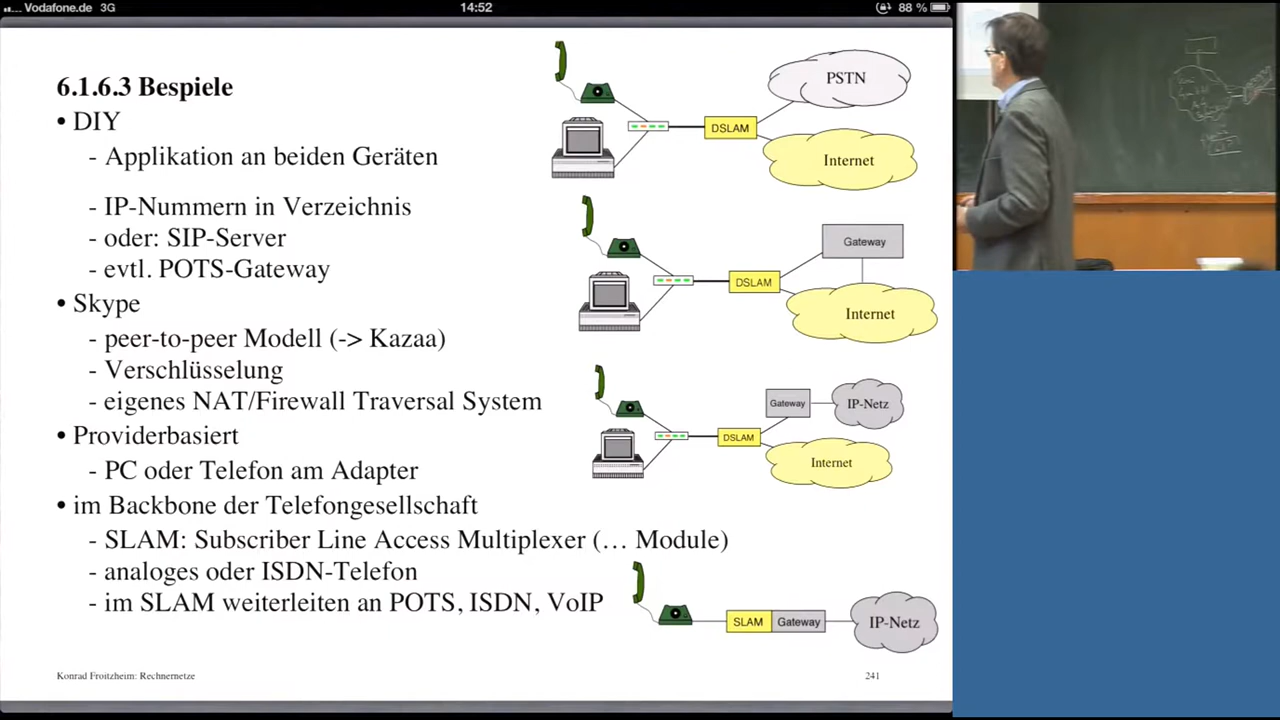 Vodafone.de 3G
14:52
88 %
6.1.6.3 Bespiele
• DIY
- Applikation an beiden Geräten
- IP-Nummern in Verzeichnis
- oder: SIP-Server
- evtl. POTS-Gateway
• Skype
- peer-to-peer Modell (-> Kazaa)
- Verschlüsselung
- eigenes NAT/Firewall Traversal System
• Providerbasiert
- PC oder Telefon am Adapter
• im Backbone der Telefongesellschaft
- SLAM: Subscriber Line Access Multiplexer (… Module)
- analoges oder ISDN-Telefon
- im SLAM weiterleiten an POTS, ISDN, VoIP
PSTN
DSLAM
Internet
Gateway
DSLAM
Internet
Gateway
IP-Netz
DSLAM
Internet
SLAM
Gateway
IP-Netz
Konrad Froitzheim: Rechnernetze
241